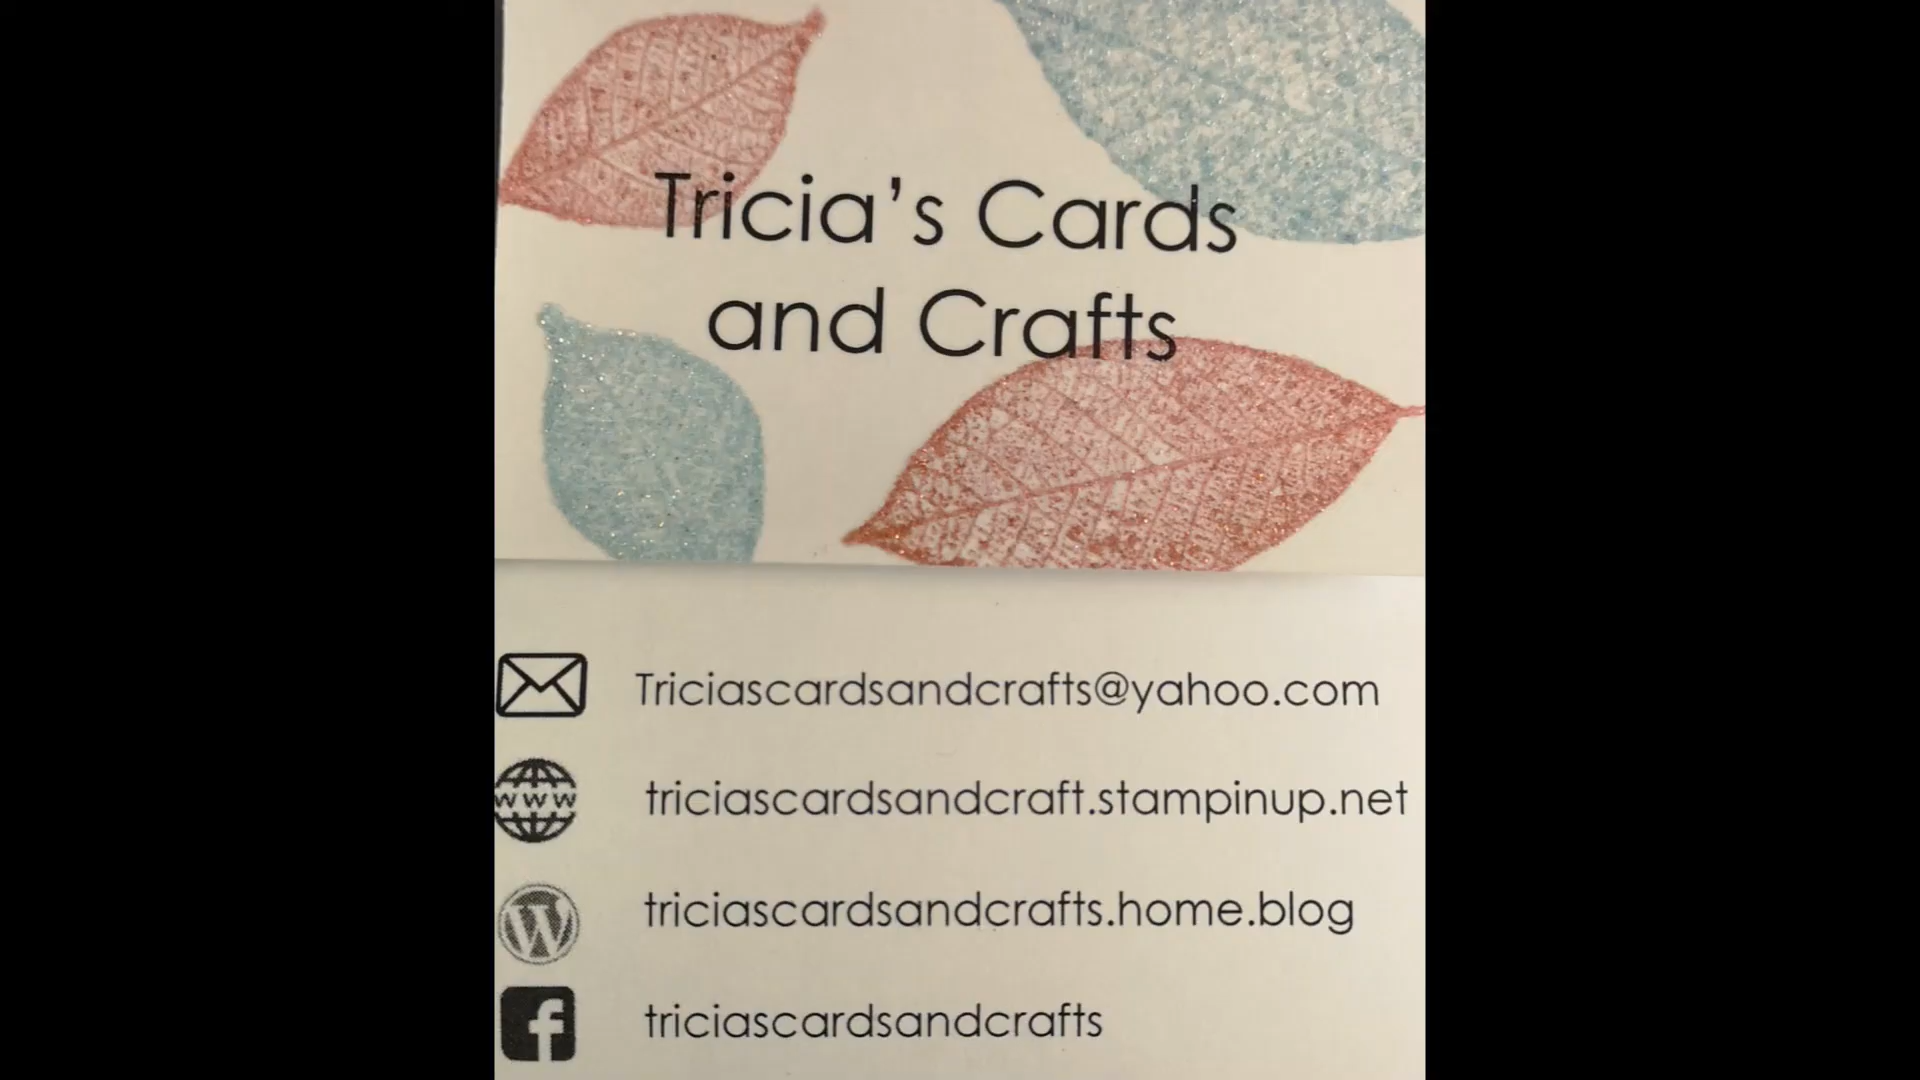 Tricia's Cards
and Crafts
Triciascardsandcrafts@yahoo.com
www
triciascardsandcraft.stampinup.net
W
triciascardsandcrafts.home.blog
f
triciascardsandcrafts